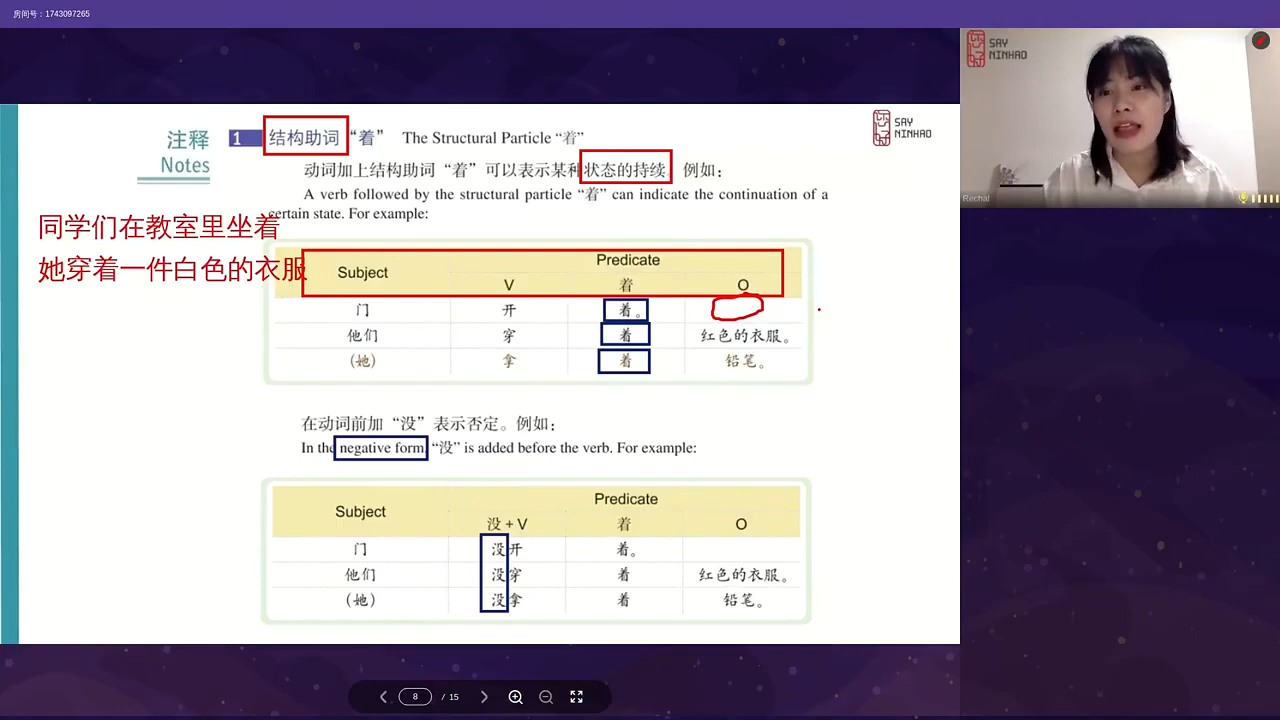 房间号：1743097265
SAY
NINHAO
Rechal
SAY
NINHAO
注释
Notes
1 结构助词“着” The Structural Particle “着”
动词加上结构助词“着”可以表示某种状态的持续。例如：
A verb followed by the structural particle “着” can indicate the continuation of a
certain state. For example:
同学们在教室里坐着
她穿着一件白色的衣服
Subject Predicate
V 着 O
门 开 着。
他们 穿 着 红色的衣服。
（她） 拿 着 铅笔。
在动词前加“没”表示否定。例如：
In the negative form, “没” is added before the verb. For example:
Subject Predicate
没 + V 着 O
门 没开 着。
他们 没穿 着 红色的衣服。
（她） 没拿 着 铅笔。
8 / 15